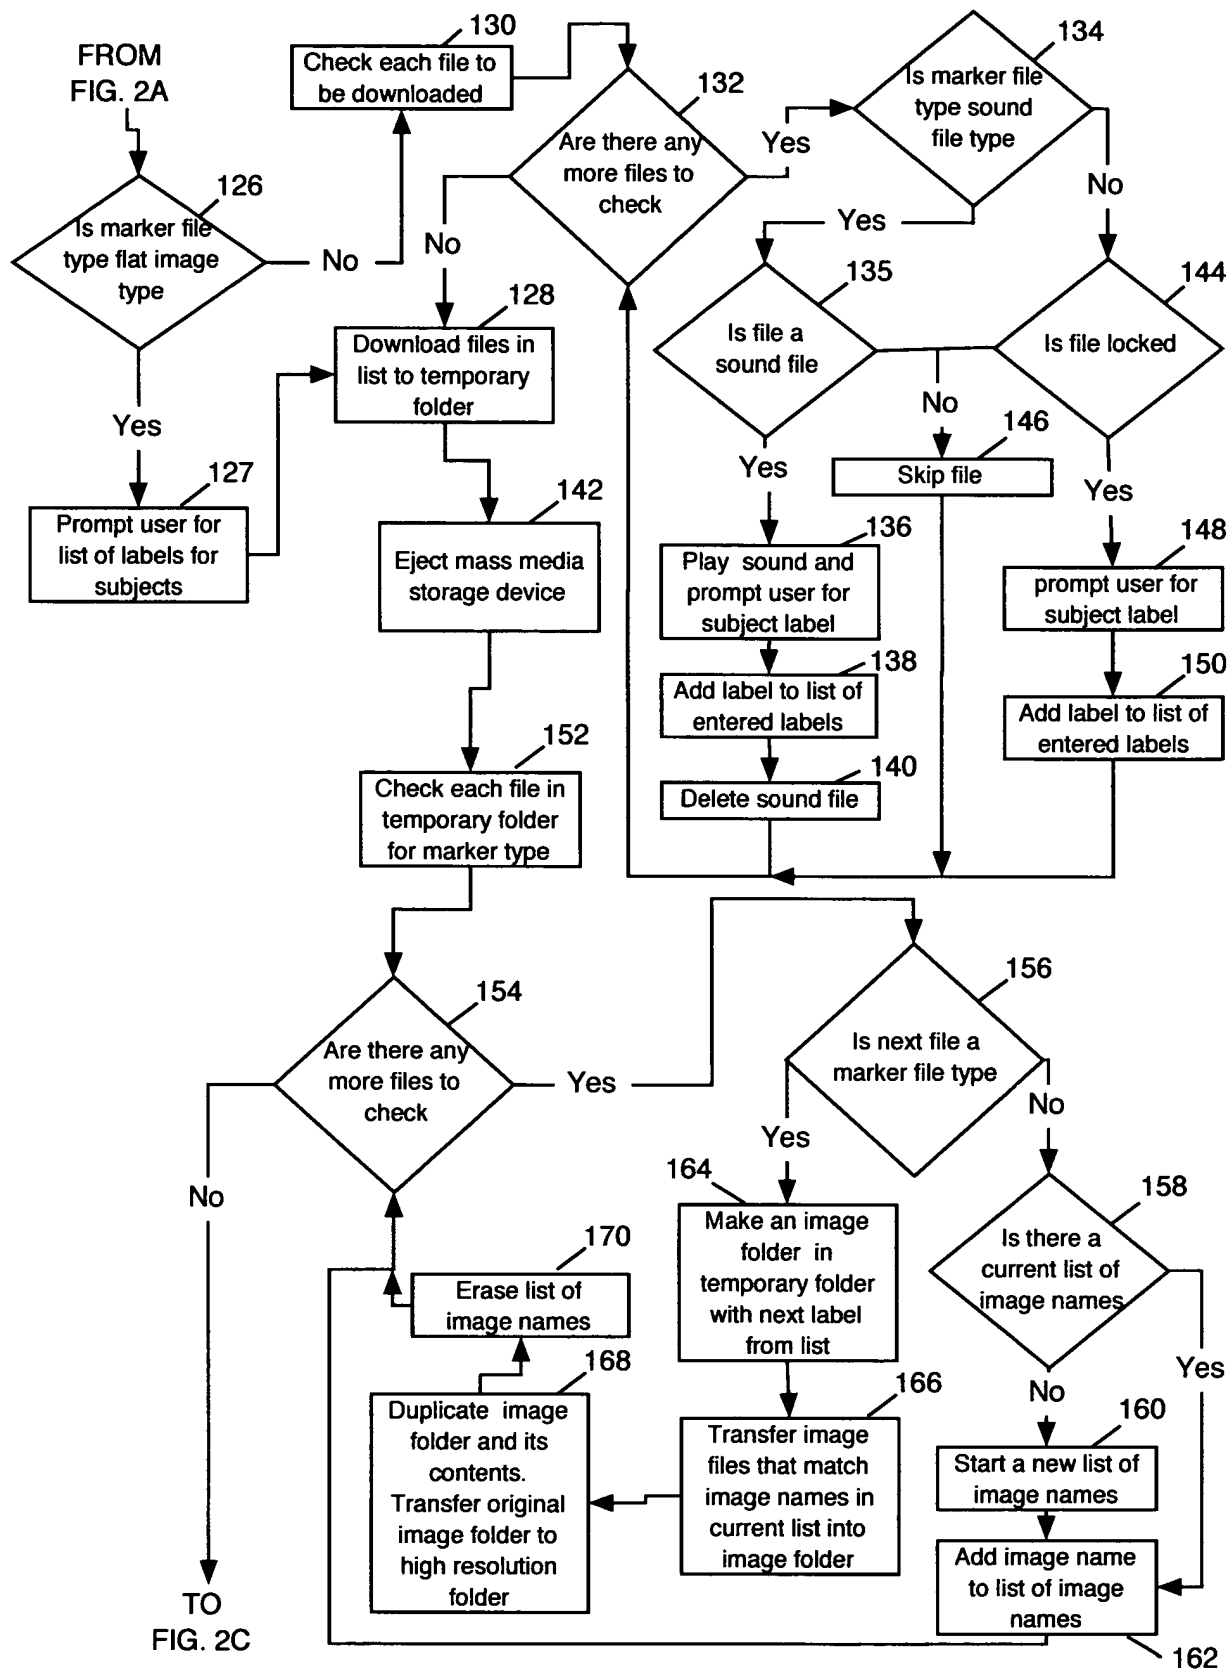 FROM
FIG. 2A
130
Check each file to
be downloaded
132
Are there any
more files to
check
Yes
134
Is marker file
type sound
file type
No
Yes
126
Is marker file
type flat image
type
No
No
Yes
127
Prompt user for
list of labels for
subjects
128
Download files in
list to temporary
folder
135
Is file a
sound file
144
Is file locked
No
146
Skip file
Yes
Yes
142
Eject mass media
storage device
136
Play sound and
prompt user for
subject label
148
prompt user for
subject label
138
Add label to list of
entered labels
150
Add label to list of
entered labels
140
Delete sound file
152
Check each file in
temporary folder
for marker type
154
Are there any
more files to
check
Yes
No
156
Is next file a
marker file type
No
Yes
158
Is there a
current list of
image names
Yes
No
164
Make an image
folder in
temporary folder
with next label
from list
170
Erase list of
image names
168
Duplicate image
folder and its
contents.
Transfer original
image folder to
high resolution
folder
166
Transfer image
files that match
image names in
current list into
image folder
160
Start a new list of
image names
Add image name
to list of image
names
162
TO
FIG. 2C